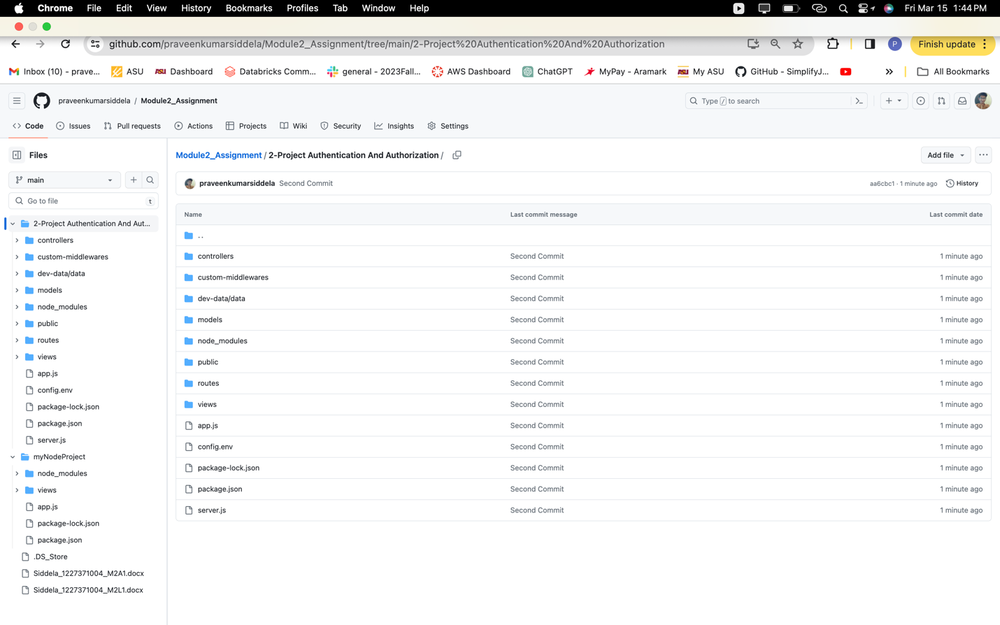 Chrome File Edit View History Bookmarks Profiles Tab Window Help Fri Mar 15 1:44 PM
github.com/praveenkumarsiddela/Module2_Assignment/tree/main/2-Project%20Authentication%20And%20Authorization P Finish update
Inbox (10) - prave... ASU ASU Dashboard Databricks Comm... general - 2023Fall... AWS Dashboard ChatGPT MyPay - Aramark ASU My ASU GitHub - SimplifyJ... » All Bookmarks
praveenkumarsiddela / Module2_Assignment Type / to search
Code Issues Pull requests Actions Projects Wiki Security Insights Settings
Files
main
Go to file t
2-Project Authentication And Aut...
controllers
custom-middlewares
dev-data/data
models
node_modules
public
routes
views
app.js
config.env
package-lock.json
package.json
server.js
myNodeProject
node_modules
views
app.js
package-lock.json
package.json
.DS_Store
Siddela_1227371004_M2A1.docx
Siddela_1227371004_M2L1.docx
Module2_Assignment / 2-Project Authentication And Authorization / Add file
praveenkumarsiddela Second Commit aa6cbc1 · 1 minute ago History
Name Last commit message Last commit date
..
controllers Second Commit 1 minute ago
custom-middlewares Second Commit 1 minute ago
dev-data/data Second Commit 1 minute ago
models Second Commit 1 minute ago
node_modules Second Commit 1 minute ago
public Second Commit 1 minute ago
routes Second Commit 1 minute ago
views Second Commit 1 minute ago
app.js Second Commit 1 minute ago
config.env Second Commit 1 minute ago
package-lock.json Second Commit 1 minute ago
package.json Second Commit 1 minute ago
server.js Second Commit 1 minute ago